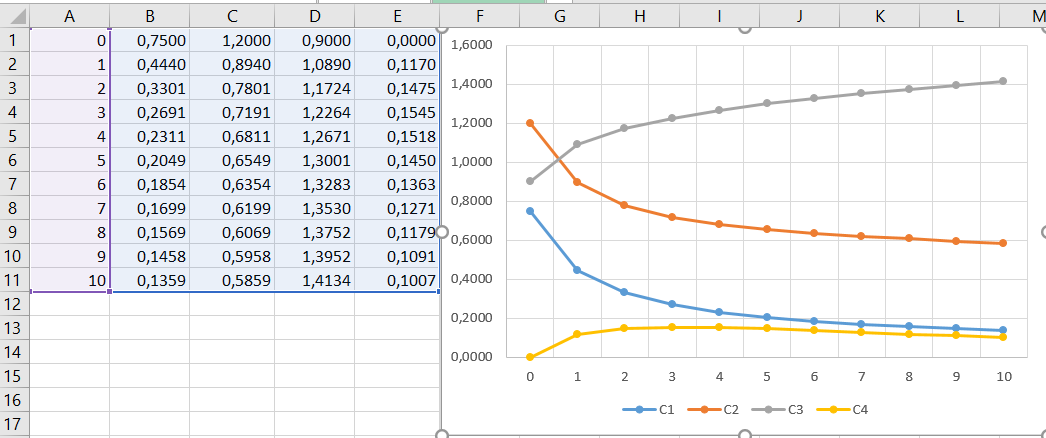 A B C D E F G H I J K L M
1 0 0,7500 1,2000 0,9000 0,0000
2 1 0,4440 0,8940 1,0890 0,1170
3 2 0,3301 0,7801 1,1724 0,1475
4 3 0,2691 0,7191 1,2264 0,1545
5 4 0,2311 0,6811 1,2671 0,1518
6 5 0,2049 0,6549 1,3001 0,1450
7 6 0,1854 0,6354 1,3283 0,1363
8 7 0,1699 0,6199 1,3530 0,1271
9 8 0,1569 0,6069 1,3752 0,1179
10 9 0,1458 0,5958 1,3952 0,1091
11 10 0,1359 0,5859 1,4134 0,1007
12
13
14
15
16
17
1,6000
1,4000
1,2000
1,0000
0,8000
0,6000
0,4000
0,2000
0,0000
0 1 2 3 4 5 6 7 8 9 10
C1 C2 C3 C4